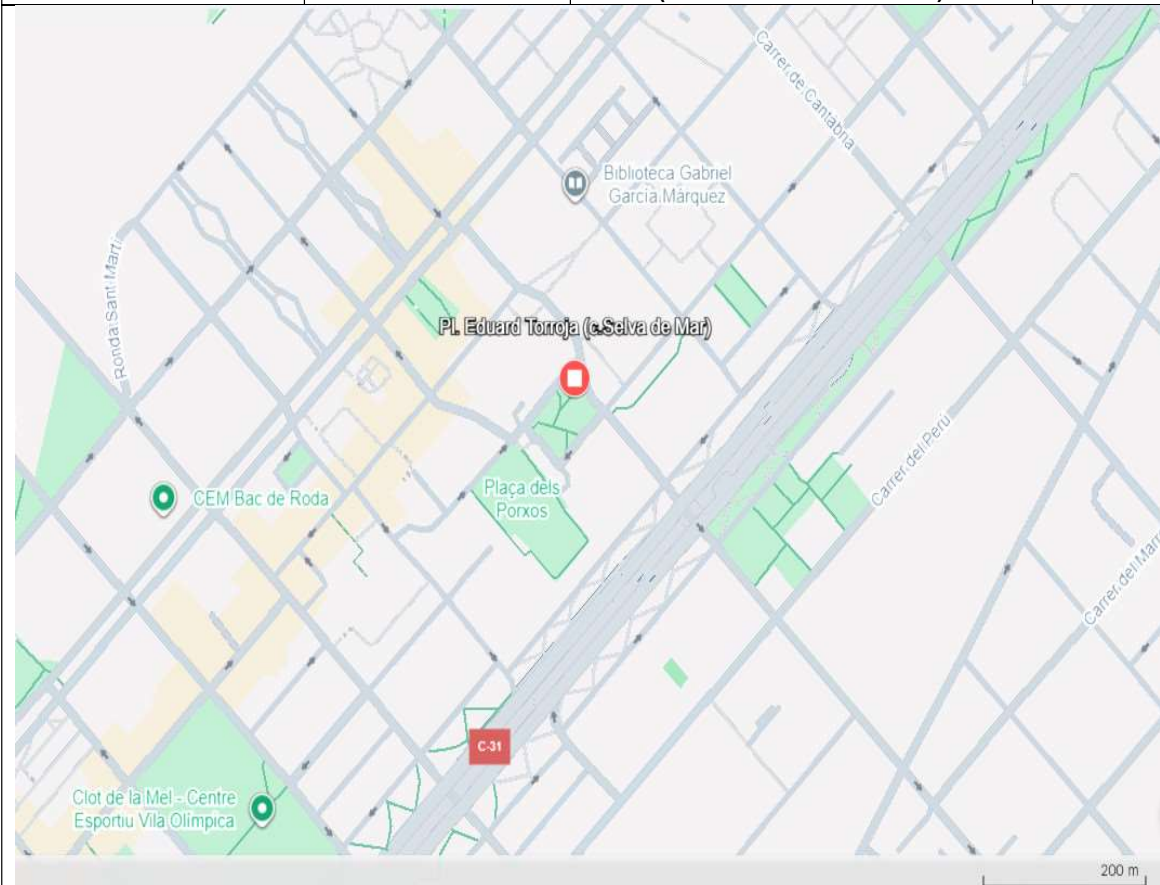 Carrer de Cantabria
Biblioteca Gabriel
García Márquez
Ronda Sant Martí
Pl. Eduard Torroja (c.Selva de Mar)
Plaça dels
Porxos
CEM Bac de Roda
Carrer del Perú
Carrer del Marr
C-31
Clot de la Mel - Centre
Esportiu Vila Olímpica
200 m